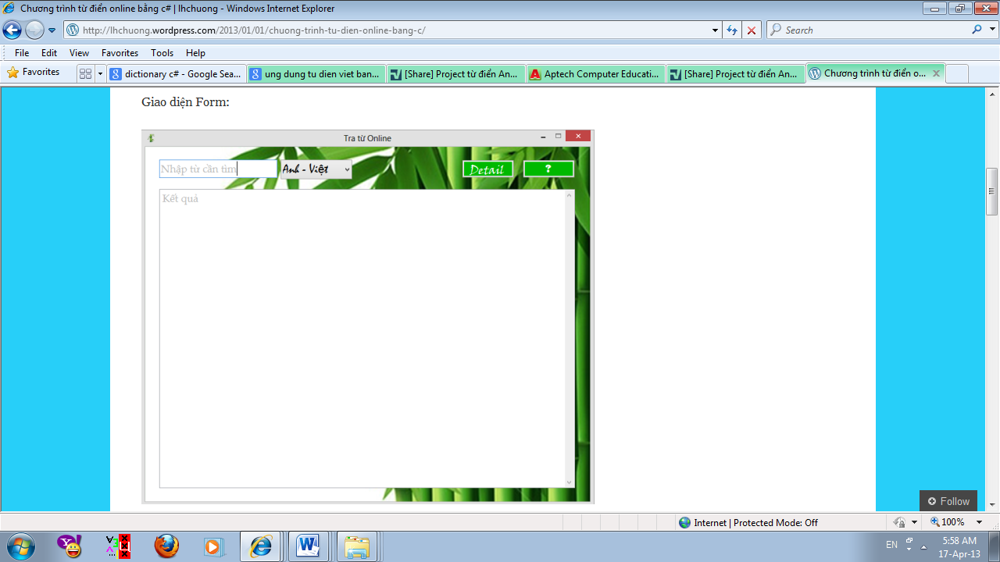 Chương trình từ điển online bằng c# | lhchuong - Windows Internet Explorer
http://lhchuong.wordpress.com/2013/01/01/chuong-trinh-tu-dien-online-bang-c/
Search
File Edit View Favorites Tools Help
Favorites
dictionary c# - Google Sea...
ung dung tu dien viet ban...
[Share] Project từ điển An...
Aptech Computer Educati...
[Share] Project từ điển An...
Chương trình từ điển o...
Giao diện Form:
Tra từ Online
Nhập từ cần tìm
Anh - Việt
Detail
?
Kết quả
Follow
Internet | Protected Mode: Off
100%
EN
5:58 AM
17-Apr-13